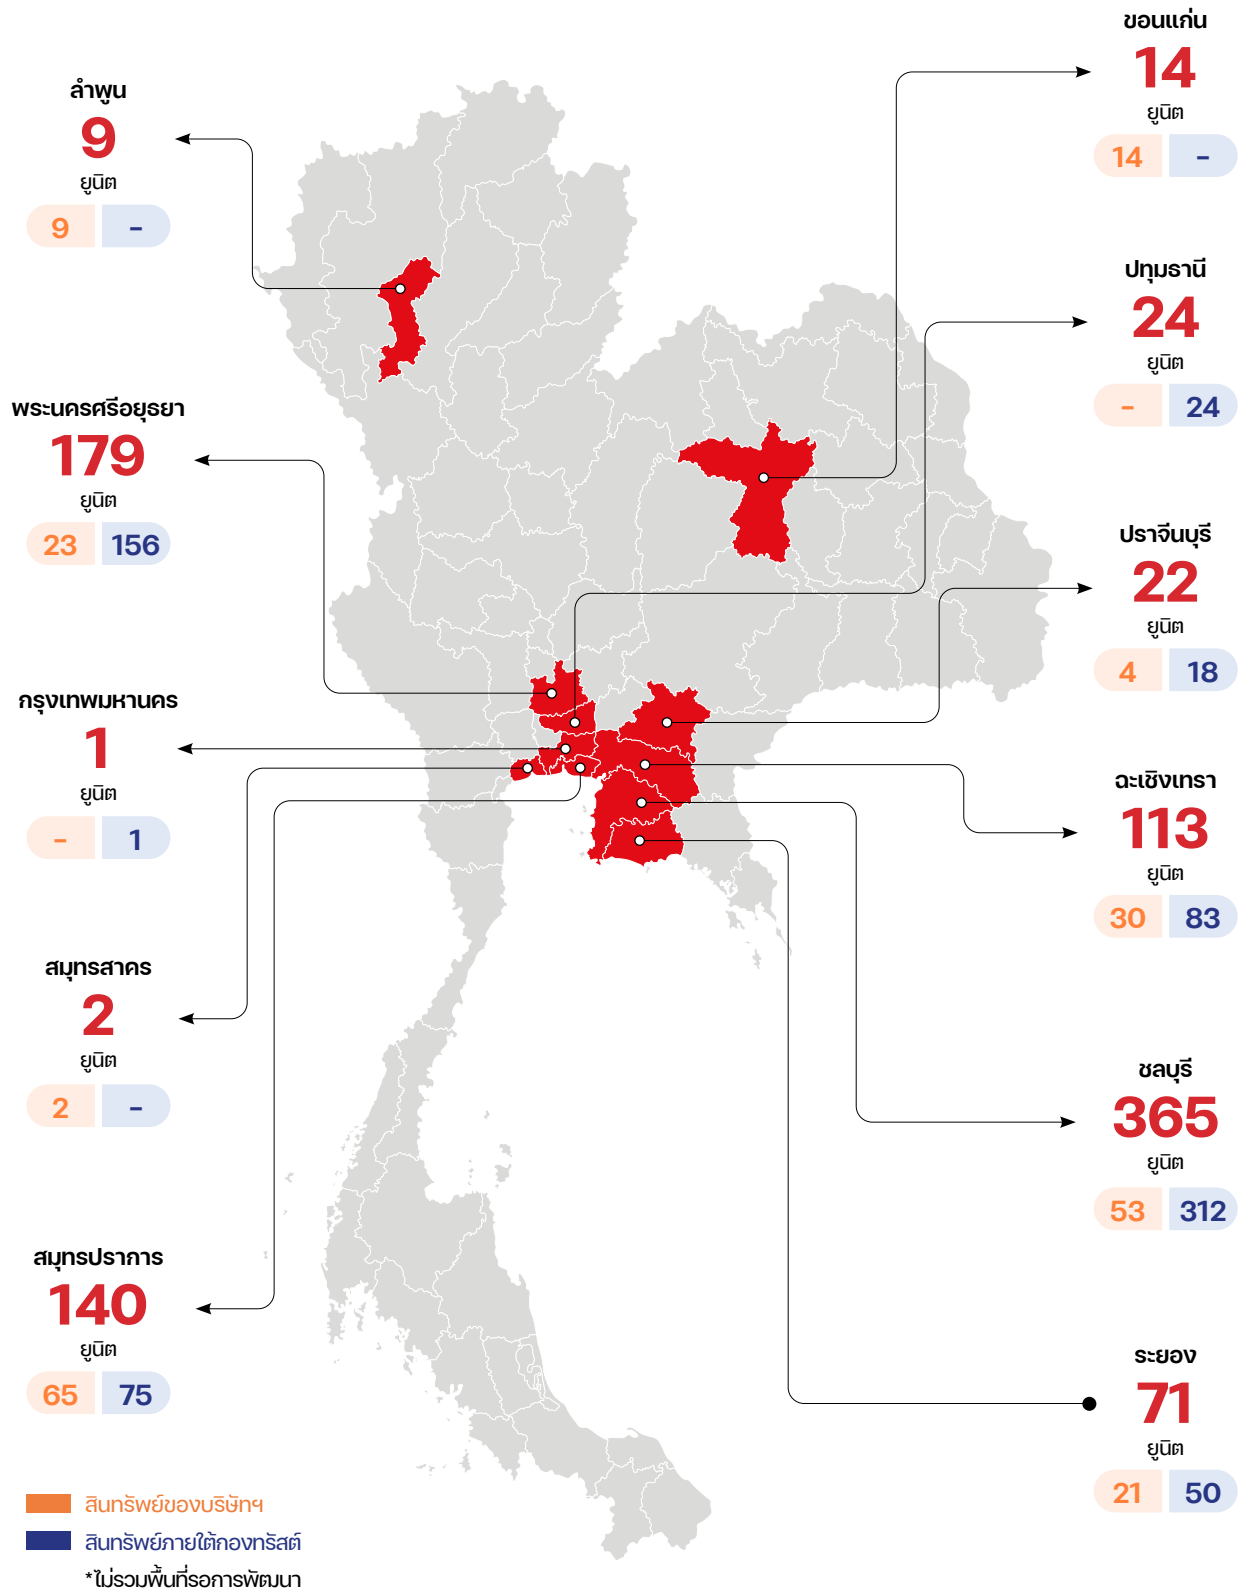 ลำพูน
9
ยูนิต
9 -
พระนครศรีอยุธยา
179
ยูนิต
23 156
กรุงเทพมหานคร
1
ยูนิต
- 1
สมุทรสาคร
2
ยูนิต
2 -
สมุทรปราการ
140
ยูนิต
65 75
ขอนแก่น
14
ยูนิต
14 -
ปทุมธานี
24
ยูนิต
- 24
ปราจีนบุรี
22
ยูนิต
4 18
ฉะเชิงเทรา
113
ยูนิต
30 83
ชลบุรี
365
ยูนิต
53 312
ระยอง
71
ยูนิต
21 50
สินทรัพย์ของบริษัทฯ
สินทรัพย์ภายใต้กองทรัสต์
*ไม่รวมพื้นที่รอการพัฒนา